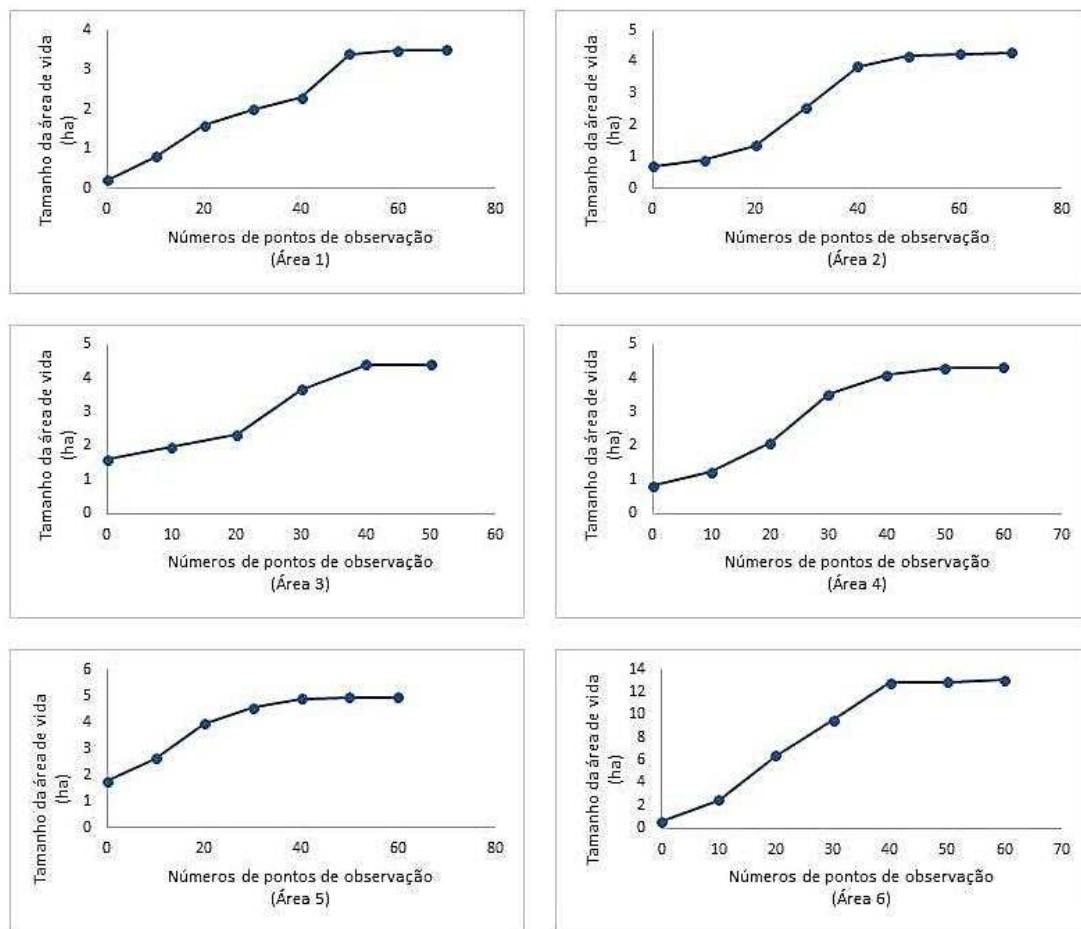 Tamanho da área de vida
(ha)
4
3
2
1
0
0 20 40 60 80
Números de pontos de observação
(Área 1)
Tamanho da área de vida
(ha)
5
4
3
2
1
0
0 20 40 60 80
Números de pontos de observação
(Área 2)
Tamanho da área de vida
(ha)
5
4
3
2
1
0
0 10 20 30 40 50 60
Números de pontos de observação
(Área 3)
Tamanho da área de vida
(ha)
5
4
3
2
1
0
0 10 20 30 40 50 60 70
Números de pontos de observação
(Área 4)
Tamanho da área de vida
(ha)
6
5
4
3
2
1
0
0 20 40 60 80
Números de pontos de observação
(Área 5)
Tamanho da área de vida
(ha)
14
12
10
8
6
4
2
0
0 10 20 30 40 50 60 70
Números de pontos de observação
(Área 6)